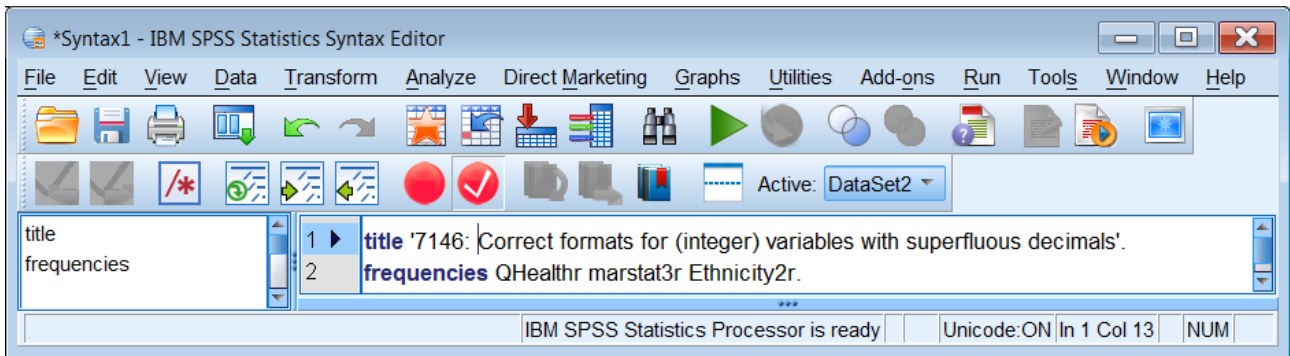 *Syntax1 - IBM SPSS Statistics Syntax Editor
File Edit View Data Transform Analyze Direct Marketing Graphs Utilities Add-ons Run Tools Window Help
/*
Active: DataSet2
title
frequencies
1 title '7146: Correct formats for (integer) variables with superfluous decimals'.
2 frequencies QHealthr marstat3r Ethnicity2r.
IBM SPSS Statistics Processor is ready Unicode:ON In 1 Col 13 NUM